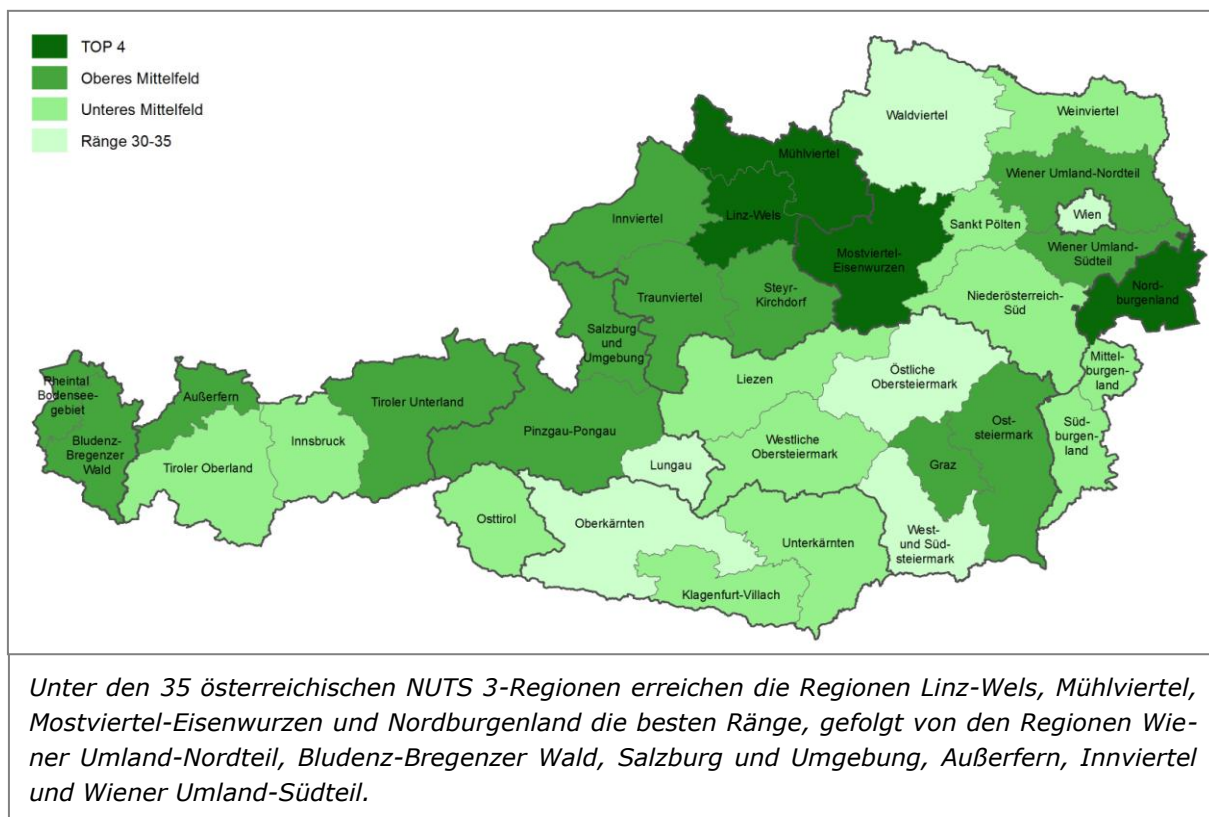 TOP 4
Oberes Mittelfeld
Unteres Mittelfeld
Ränge 30-35
Waldviertel
Weinviertel
Mühlviertel
Wiener Umland-Nordteil
Linz-Wels
Innviertel
Wien
Sankt Pölten
Mostviertel-
Eisenwurzen
Wiener Umland-
Südteil
Nord-
burgenland
Steyr-
Kirchdorf
Traunviertel
Niederösterreich-
Süd
Salzburg
und
Umgebung
Mittel-
burgen-
land
Östliche
Obersteiermark
Liezen
Rheintal
Bodensee-
gebiet
Außerfern
Tiroler Unterland
Ost-
steiermark
Süd-
burgen-
land
Pinzgau-Pongau
Innsbruck
Bludenz-
Bregenzer
Wald
Westliche
Obersteiermark
Tiroler Oberland
Lungau
Graz
Osttirol
Oberkärnten
West-
und Süd-
steiermark
Unterkärnten
Klagenfurt-Villach
Unter den 35 österreichischen NUTS 3-Regionen erreichen die Regionen Linz-Wels, Mühlviertel,
Mostviertel-Eisenwurzen und Nordburgenland die besten Ränge, gefolgt von den Regionen Wie-
ner Umland-Nordteil, Bludenz-Bregenzer Wald, Salzburg und Umgebung, Außerfern, Innviertel
und Wiener Umland-Südteil.